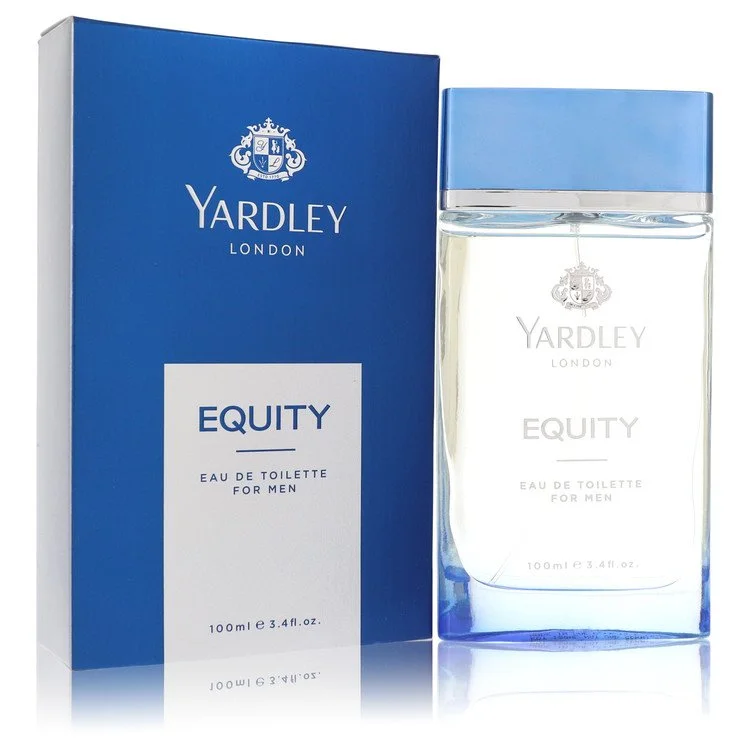 YARDLEY
LONDON
EQUITY
EAU DE TOILETTE
FOR MEN
100ml e 3.4fl.oz.
YARDLEY
LONDON
EQUITY
EAU DE TOILETTE
FOR MEN
100ml e 3.4fl.oz.